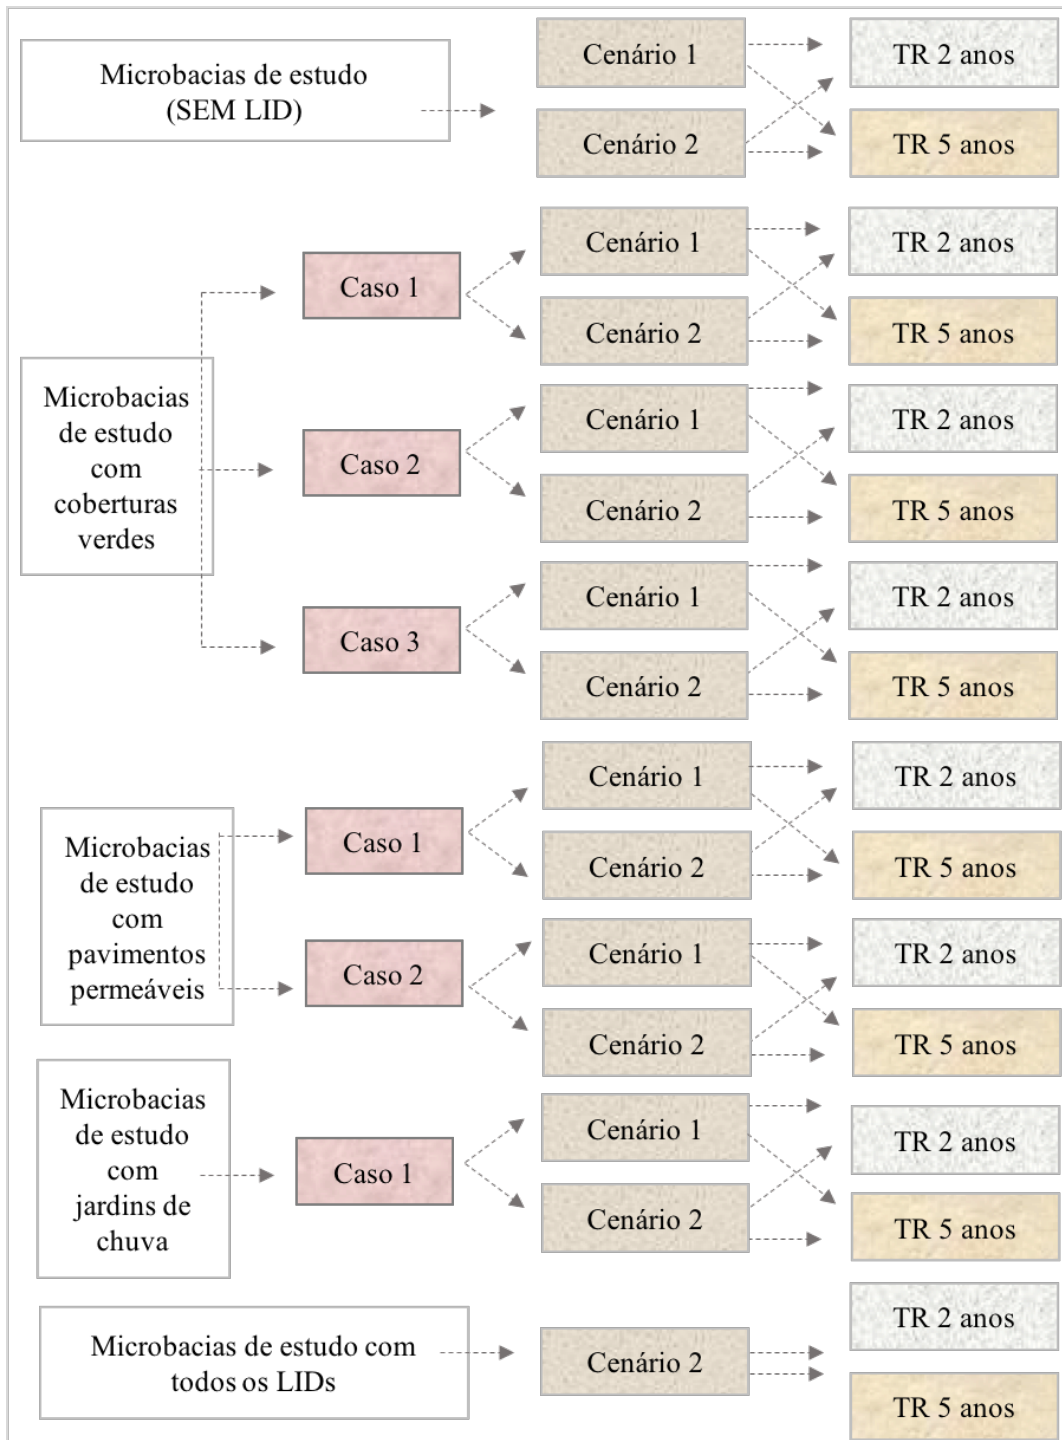 Microbacias de estudo
(SEM LID)
Cenário 1
Cenário 2
TR 2 anos
TR 5 anos
Microbacias
de estudo
com
coberturas
verdes
Caso 1
Cenário 1
Cenário 2
TR 2 anos
TR 5 anos
Caso 2
Cenário 1
Cenário 2
TR 2 anos
TR 5 anos
Caso 3
Cenário 1
Cenário 2
TR 2 anos
TR 5 anos
Microbacias
de estudo
com
pavimentos
permeáveis
Caso 1
Cenário 1
Cenário 2
TR 2 anos
TR 5 anos
Caso 2
Cenário 1
Cenário 2
TR 2 anos
TR 5 anos
Microbacias
de estudo
com
jardins de
chuva
Caso 1
Cenário 1
Cenário 2
TR 2 anos
TR 5 anos
Microbacias de estudo com
todos os LIDs
Cenário 2
TR 2 anos
TR 5 anos